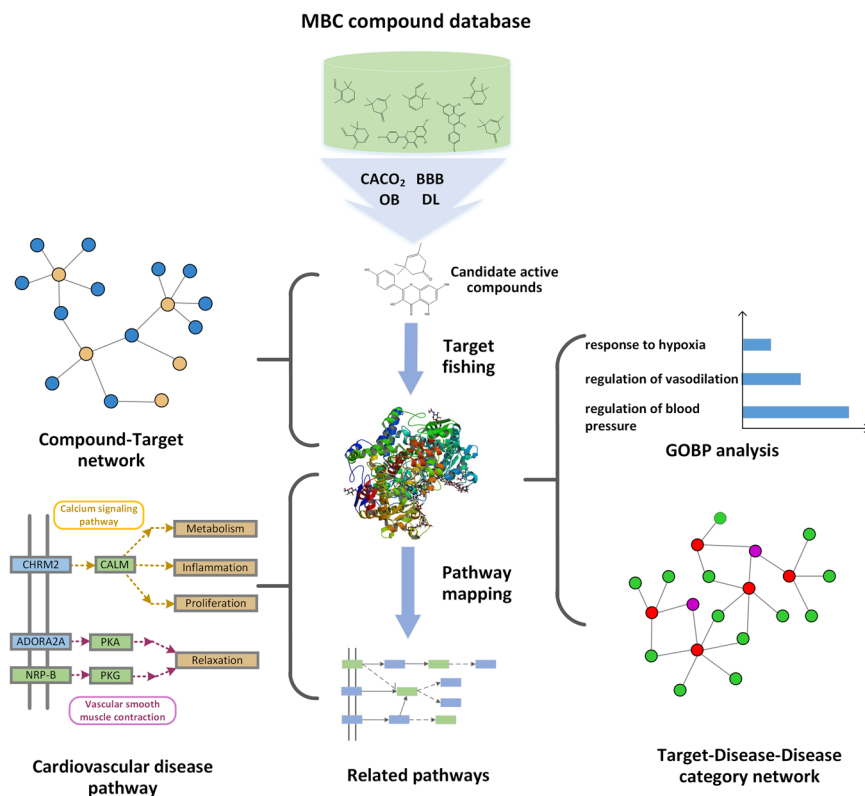 MBC compound database
CACO₂ BBB
OB DL
Candidate active
compounds
Target
fishing
Compound-Target
network
response to hypoxia
regulation of vasodilation
regulation of blood
pressure
GOBP analysis
Calcium signaling
pathway
Metabolism
CHRM2
CALM
Inflammation
Proliferation
ADORA2A
PKA
Relaxation
NRP-B
PKG
Vascular smooth
muscle contraction
Cardiovascular disease
pathway
Pathway
mapping
Related pathways
Target-Disease-Disease
category network